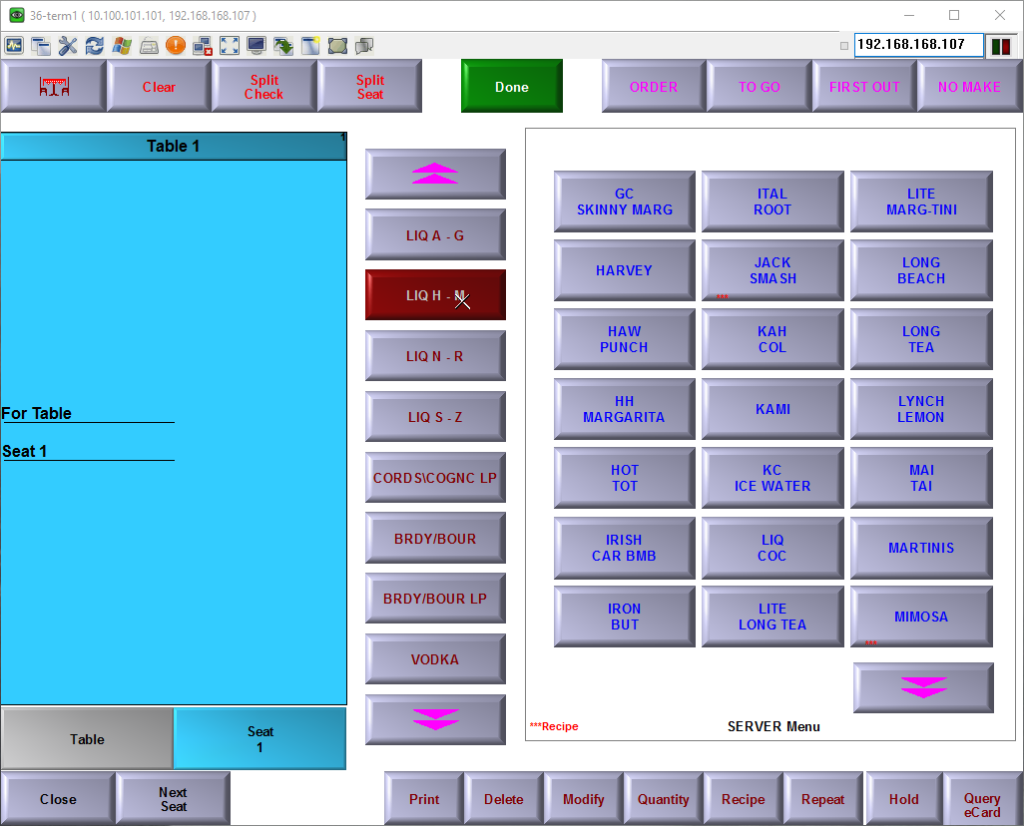 36-term1 ( 10.100.101.101, 192.168.168.107 )
192.168.168.107
Clear
Split
Check
Split
Seat
Done
ORDER
TO GO
FIRST OUT
NO MAKE
Table 1
1
For Table
Seat 1
LIQ A - G
LIQ H - M
LIQ N - R
LIQ S - Z
CORDS\COGNC LP
BRDY/BOUR
BRDY/BOUR LP
VODKA
GC
SKINNY MARG
ITAL
ROOT
LITE
MARG-TINI
HARVEY
JACK
SMASH
***
LONG
BEACH
HAW
PUNCH
KAH
COL
LONG
TEA
HH
MARGARITA
KAMI
LYNCH
LEMON
HOT
TOT
KC
ICE WATER
MAI
TAI
IRISH
CAR BMB
LIQ
COC
MARTINIS
IRON
BUT
LITE
LONG TEA
MIMOSA
***
***Recipe
SERVER Menu
Table
Seat
1
Close
Next
Seat
Print
Delete
Modify
Quantity
Recipe
Repeat
Hold
Query
eCard